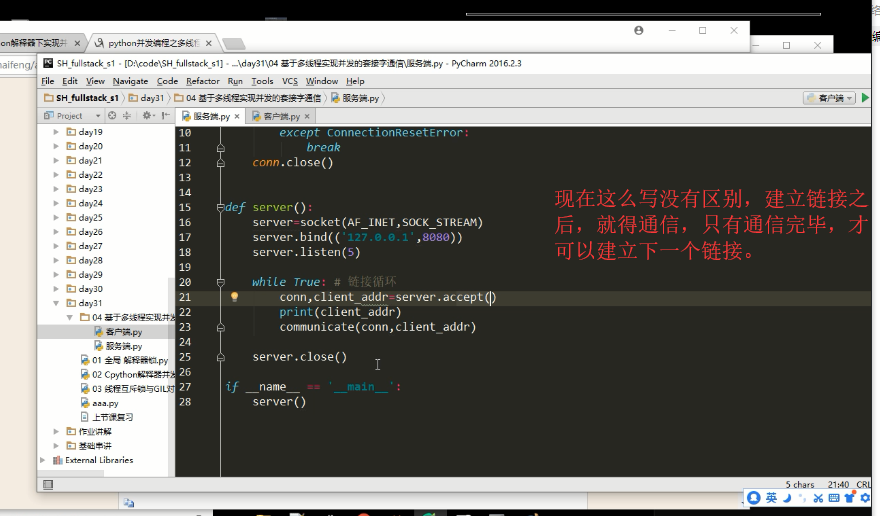 on解释器下实现并
python并发编程之多线程
haifeng/
SH_fullstack_s1 - [D:\code\SH_fullstack_s1] - ...\day31\04 基于多线程实现并发的套接字通信\服务端.py - PyCharm 2016.2.3
File Edit View Navigate Code Refactor Run Tools VCS Window Help
SH_fullstack_s1 day31 04 基于多线程实现并发的套接字通信 服务端.py
客户端
Project
服务端.py 客户端.py
day19
day20
day21
day22
day23
day24
day25
day26
day27
day28
day29
day30
day31
04 基于多线程实现并发
客户端.py
服务端.py
01 全局 解释器锁.py
02 Cpython解释器并发
03 线程互斥锁与GIL对
aaa.py
上节课复习
作业讲解
基础串讲
External Libraries
10 except ConnectionResetError:
11 break
12 conn.close()
13
14
15 def server():
16 server=socket(AF_INET,SOCK_STREAM)
17 server.bind(('127.0.0.1',8080))
18 server.listen(5)
19
20 while True: # 链接循环
21 conn,client_addr=server.accept()
22 print(client_addr)
23 communicate(conn,client_addr)
24
25 server.close()
26
27 if __name__ == '__main__':
28 server()
现在这么写没有区别，建立链接之
后，就得通信，只有通信完毕，才
可以建立下一个链接。
5 chars 21:40 CRL
英